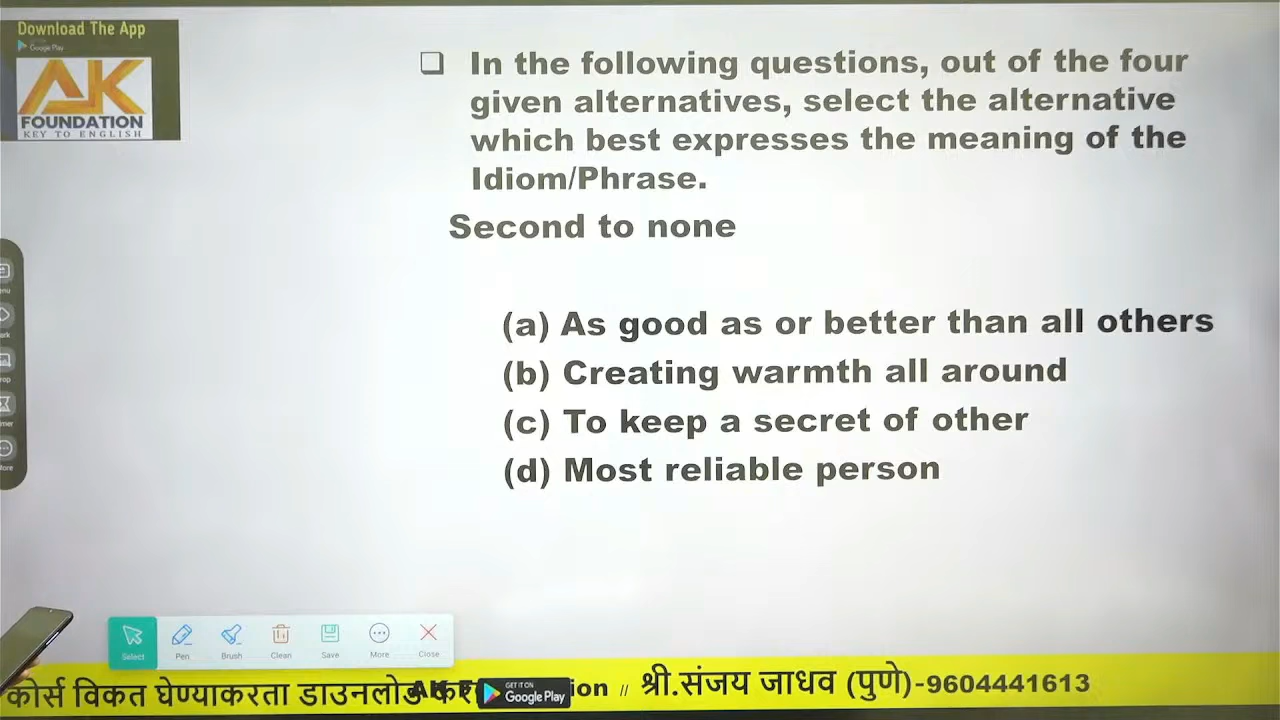 Download The App
Google Play
AK
FOUNDATION
KEY TO ENGLISH
❑ In the following questions, out of the four
given alternatives, select the alternative
which best expresses the meaning of the
Idiom/Phrase.
Second to none
(a) As good as or better than all others
(b) Creating warmth all around
(c) To keep a secret of other
(d) Most reliable person
Select Pen Brush Clean Save More Close
कोर्स विकत घेण्याकरता डाउनलोड GET IT ON Google Play // श्री.संजय जाधव (पुणे)-9604441613